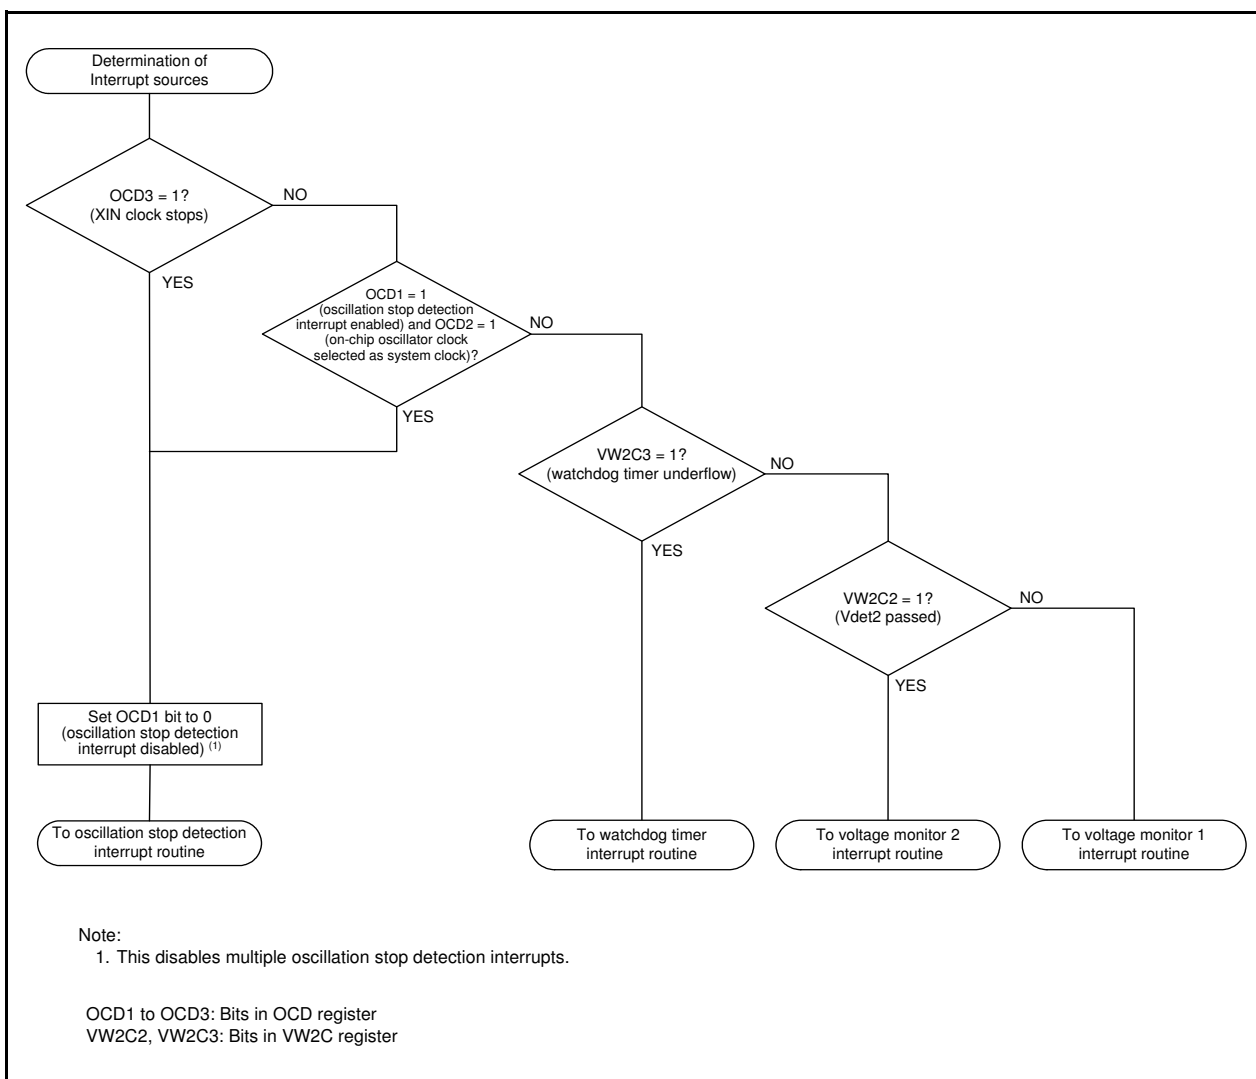 Determination of
Interrupt sources
OCD3 = 1?
(XIN clock stops)
NO
YES
OCD1 = 1
(oscillation stop detection
interrupt enabled) and OCD2 = 1
(on-chip oscillator clock
selected as system clock)?
NO
YES
VW2C3 = 1?
(watchdog timer underflow)
NO
YES
VW2C2 = 1?
(Vdet2 passed)
NO
YES
Set OCD1 bit to 0
(oscillation stop detection
interrupt disabled) (1)
To oscillation stop detection
interrupt routine
To watchdog timer
interrupt routine
To voltage monitor 2
interrupt routine
To voltage monitor 1
interrupt routine
Note:
1. This disables multiple oscillation stop detection interrupts.
OCD1 to OCD3: Bits in OCD register
VW2C2, VW2C3: Bits in VW2C register